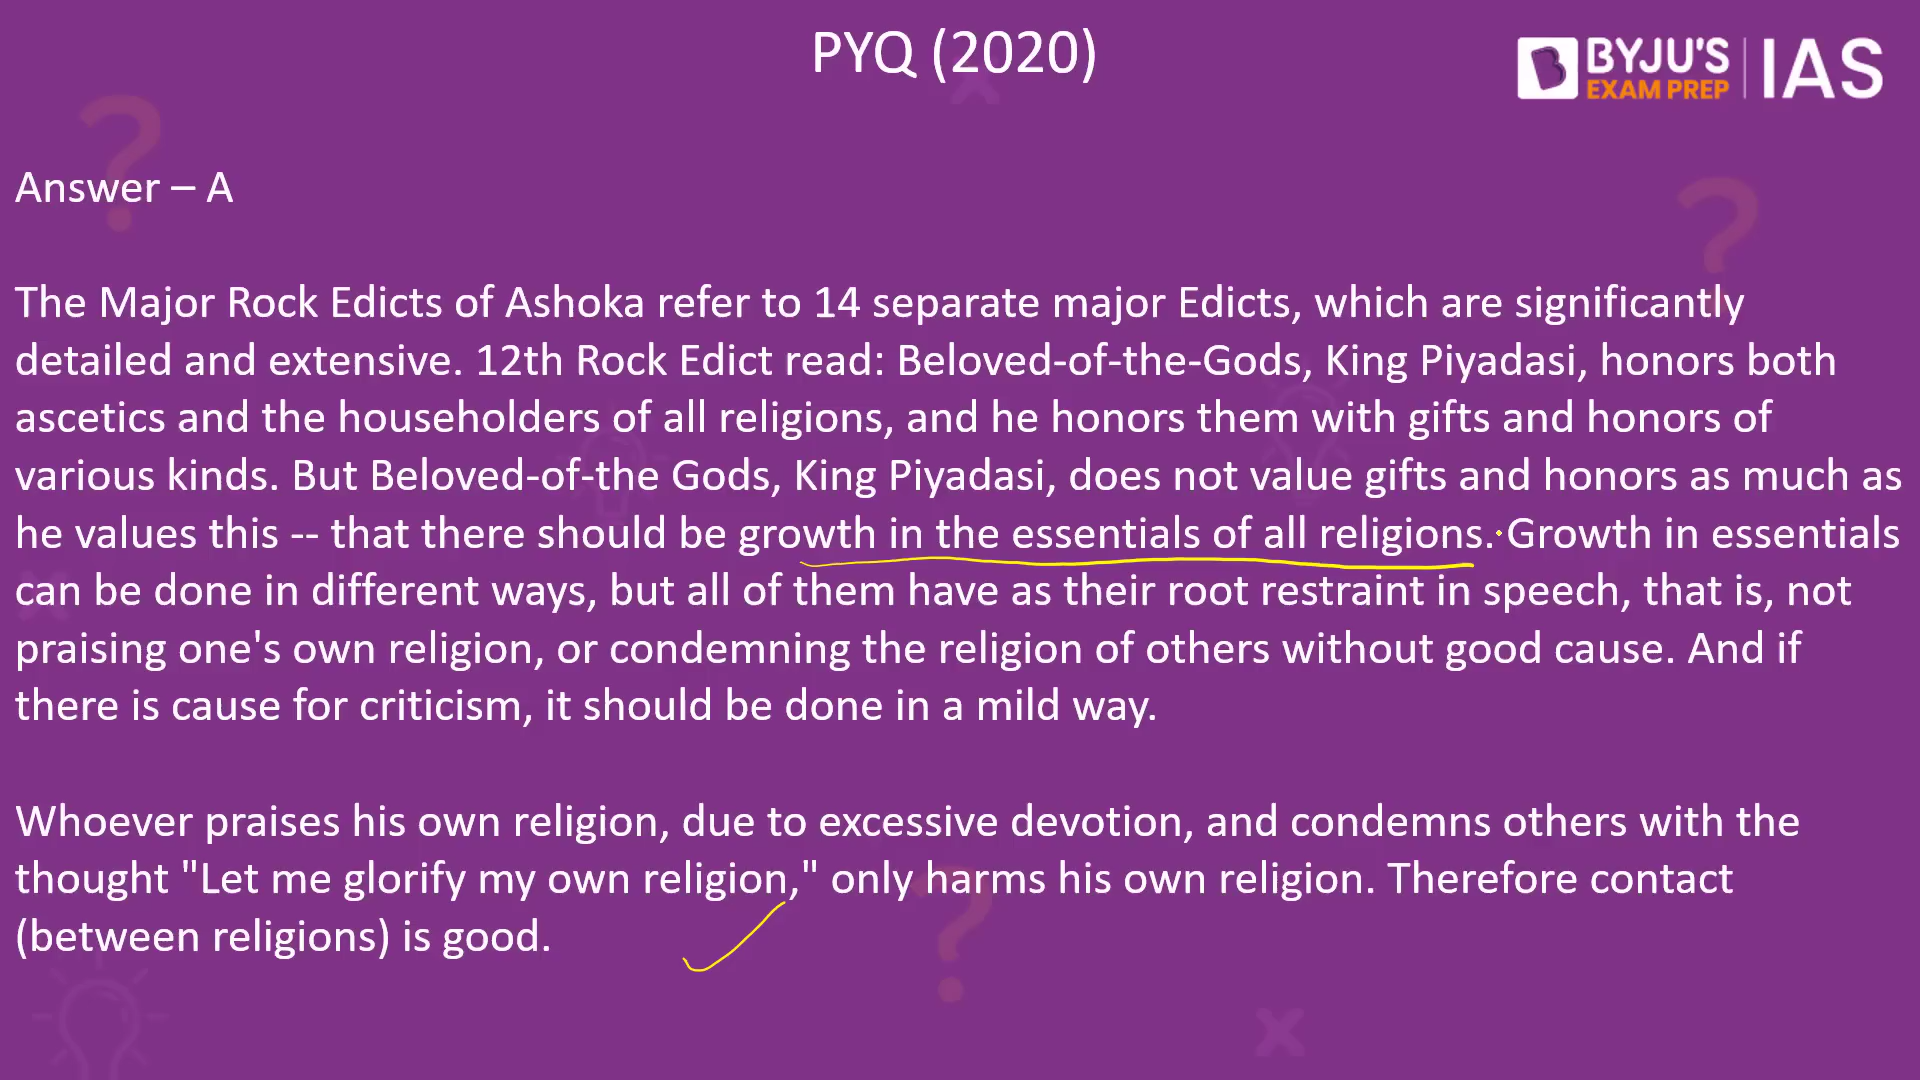 PYQ (2020)
BYJU'S
EXAM PREP
IAS
Answer – A
The Major Rock Edicts of Ashoka refer to 14 separate major Edicts, which are significantly
detailed and extensive. 12th Rock Edict read: Beloved-of-the-Gods, King Piyadasi, honors both
ascetics and the householders of all religions, and he honors them with gifts and honors of
various kinds. But Beloved-of-the Gods, King Piyadasi, does not value gifts and honors as much as
he values this -- that there should be growth in the essentials of all religions. Growth in essentials
can be done in different ways, but all of them have as their root restraint in speech, that is, not
praising one's own religion, or condemning the religion of others without good cause. And if
there is cause for criticism, it should be done in a mild way.
Whoever praises his own religion, due to excessive devotion, and condemns others with the
thought "Let me glorify my own religion," only harms his own religion. Therefore contact
(between religions) is good.